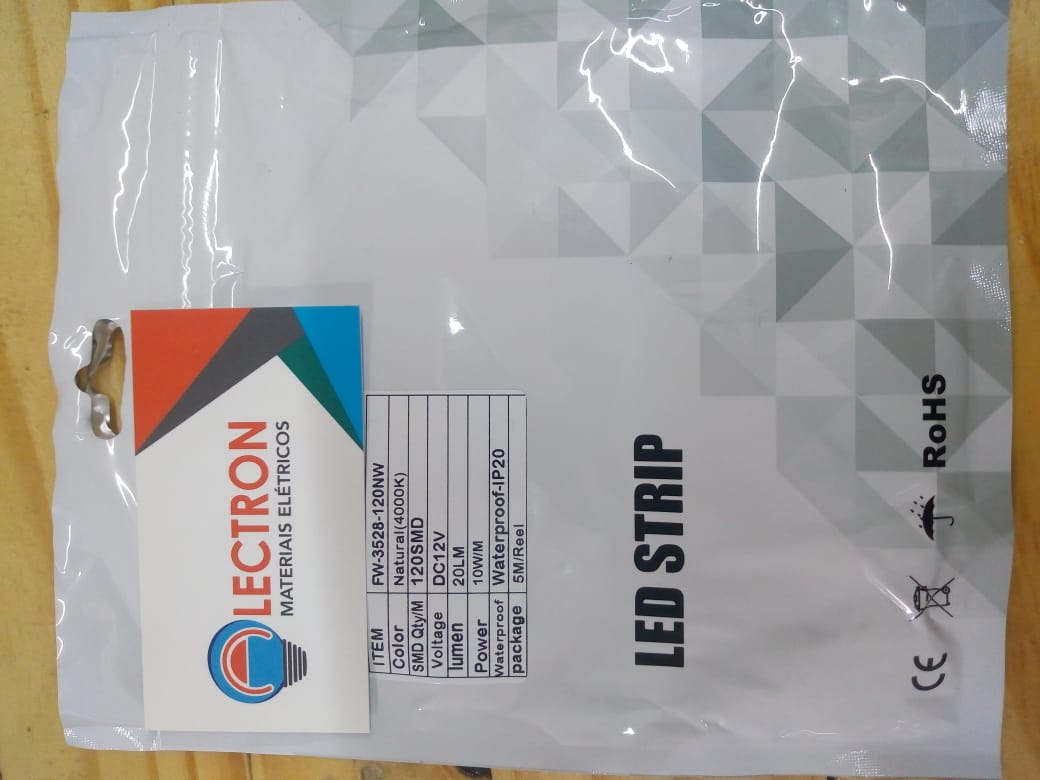 ELECTRON
MATERIAIS ELÉTRICOS
ITEM FW-3528-120NW
Color Natural(4000K)
SMD Qty/M 120SMD
Voltage DC12V
lumen 20LM
Power 10W/M
Waterproof Waterproof-IP20
package 5M/Reel
LED STRIP
CE RoHS